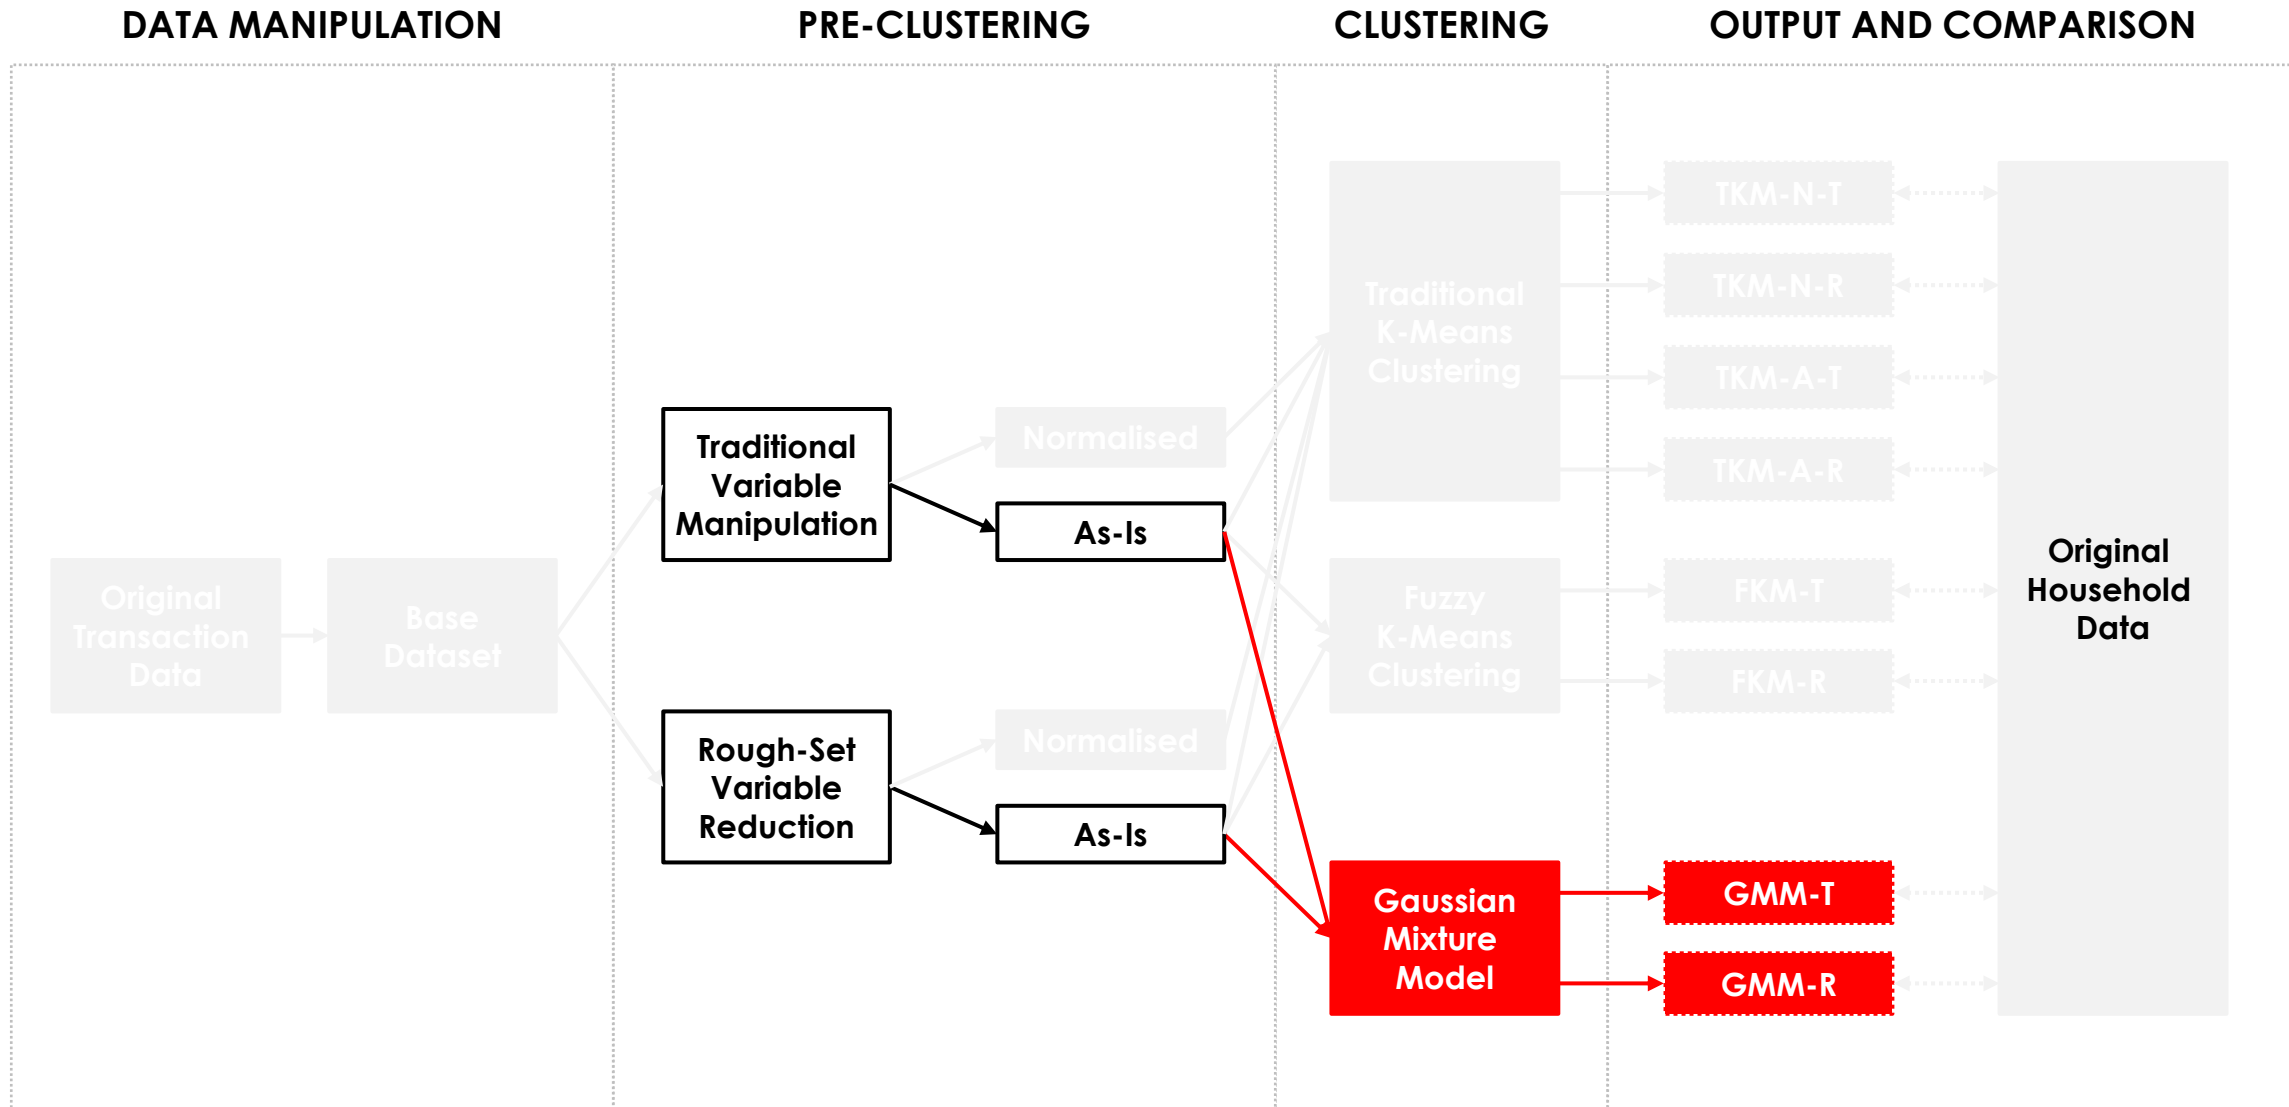 DATA MANIPULATION
PRE-CLUSTERING
CLUSTERING
OUTPUT AND COMPARISON
Original
Transaction
Data
Base
Dataset
Traditional
Variable
Manipulation
Normalised
As-Is
Rough-Set
Variable
Reduction
Normalised
As-Is
Traditional
K-Means
Clustering
Fuzzy
K-Means
Clustering
Gaussian
Mixture
Model
TKM-N-T
TKM-N-R
TKM-A-T
TKM-A-R
FKM-T
FKM-R
GMM-T
GMM-R
Original
Household
Data